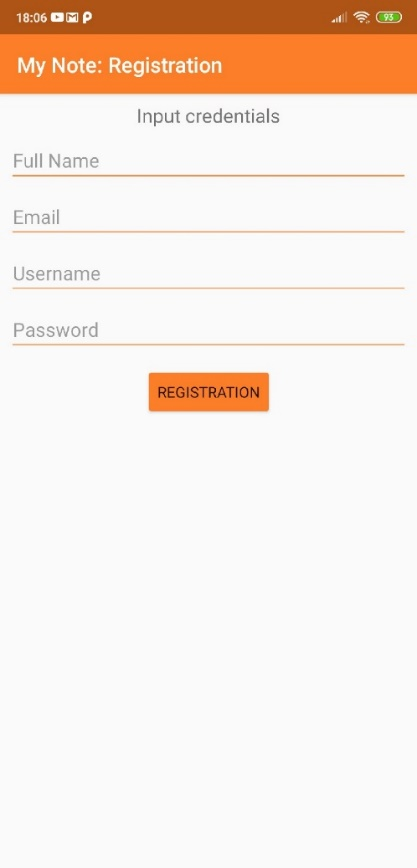 18:06
93
My Note: Registration
Input credentials
Full Name
Email
Username
Password
REGISTRATION